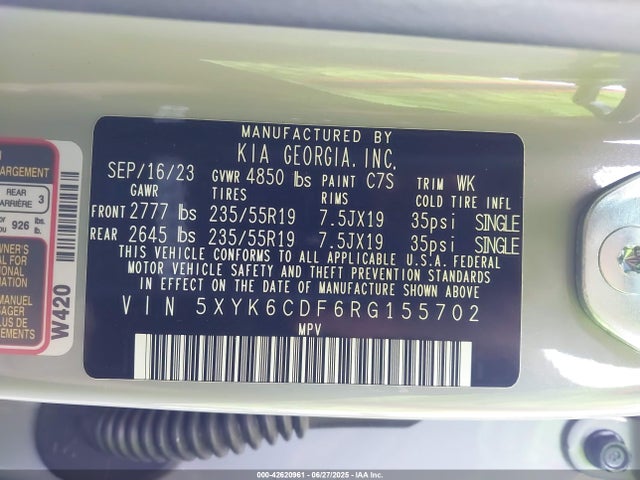 MANUFACTURED BY
KIA GEORGIA, INC.
SEP/16/23 GVWR 4850 lbs PAINT C7S TRIM WK
GAWR TIRES RIMS COLD TIRE INFL
FRONT 2777 lbs 235/55R19 7.5JX19 35psi SINGLE
REAR 2645 lbs 235/55R19 7.5JX19 35psi SINGLE
THIS VEHICLE CONFORMS TO ALL APPLICABLE U.S.A. FEDERAL
MOTOR VEHICLE SAFETY AND THEFT PREVENTION STANDARDS
IN EFFECT ON THE DATE OF MANUFACTURE SHOWN ABOVE.
VIN 5XYK6CDF6RG155702
MPV
REAR 3
ARRIÈRE
926 lbs.
W420
000-42620961 - 06/27/2025 - IAA Inc.